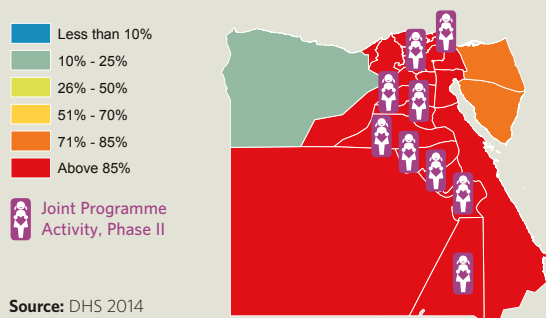 Less than 10%
10% - 25%
26% - 50%
51% - 70%
71% - 85%
Above 85%
Joint Programme
Activity, Phase II
Source: DHS 2014